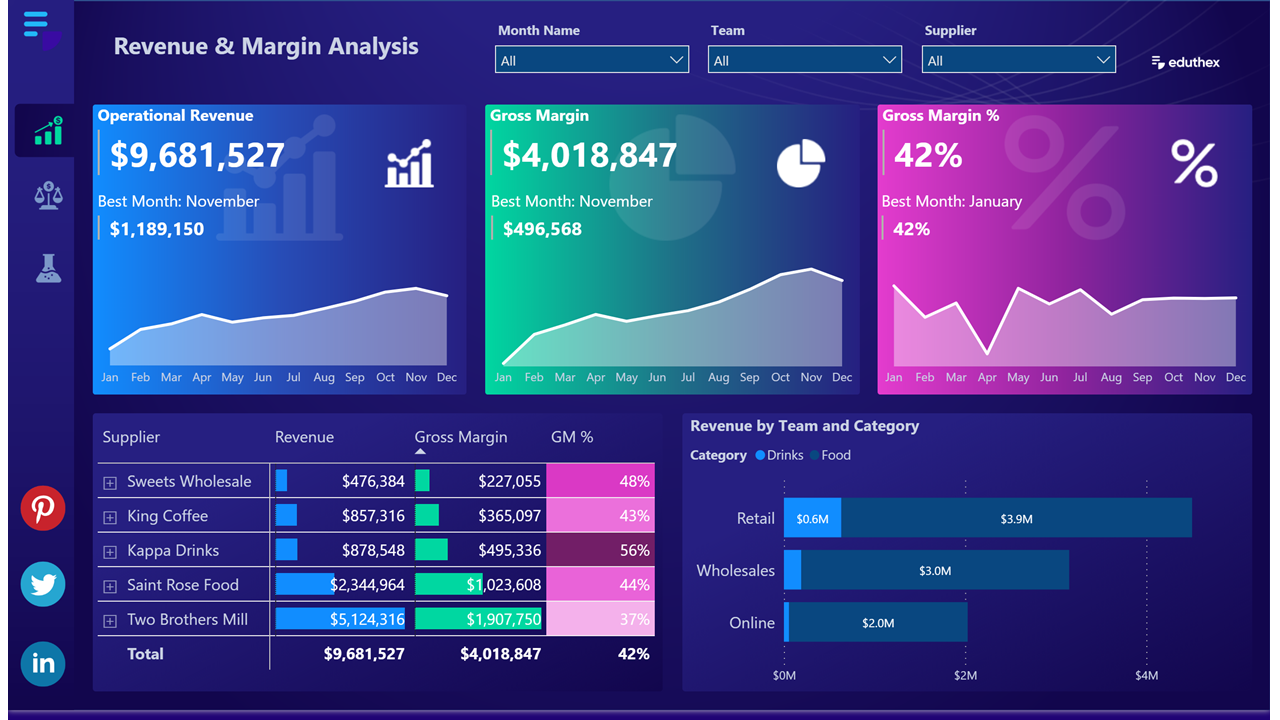 Revenue & Margin Analysis
Month Name
Team
Supplier
All
All
All
eduthex
Operational Revenue
$9,681,527
Best Month: November
$1,189,150
Jan Feb Mar Apr May Jun Jul Aug Sep Oct Nov Dec
Gross Margin
$4,018,847
Best Month: November
$496,568
Jan Feb Mar Apr May Jun Jul Aug Sep Oct Nov Dec
Gross Margin %
42%
Best Month: January
42%
Jan Feb Mar Apr May Jun Jul Aug Sep Oct Nov Dec
Supplier Revenue Gross Margin GM %
Sweets Wholesale $476,384 $227,055 48%
King Coffee $857,316 $365,097 43%
Kappa Drinks $878,548 $495,336 56%
Saint Rose Food $2,344,964 $1,023,608 44%
Two Brothers Mill $5,124,316 $1,907,750 37%
Total $9,681,527 $4,018,847 42%
Revenue by Team and Category
Category Drinks Food
Retail $0.6M $3.9M
Wholesales $3.0M
Online $2.0M
$0M $2M $4M
in